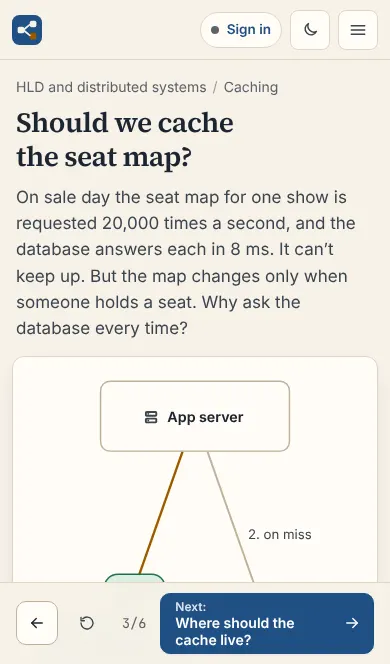 Sign in
HLD and distributed systems / Caching
Should we cache
the seat map?
On sale day the seat map for one show is
requested 20,000 times a second, and the
database answers each in 8 ms. It can’t
keep up. But the map changes only when
someone holds a seat. Why ask the
database every time?
App server
2. on miss
3/6
Next:
Where should the
cache live?